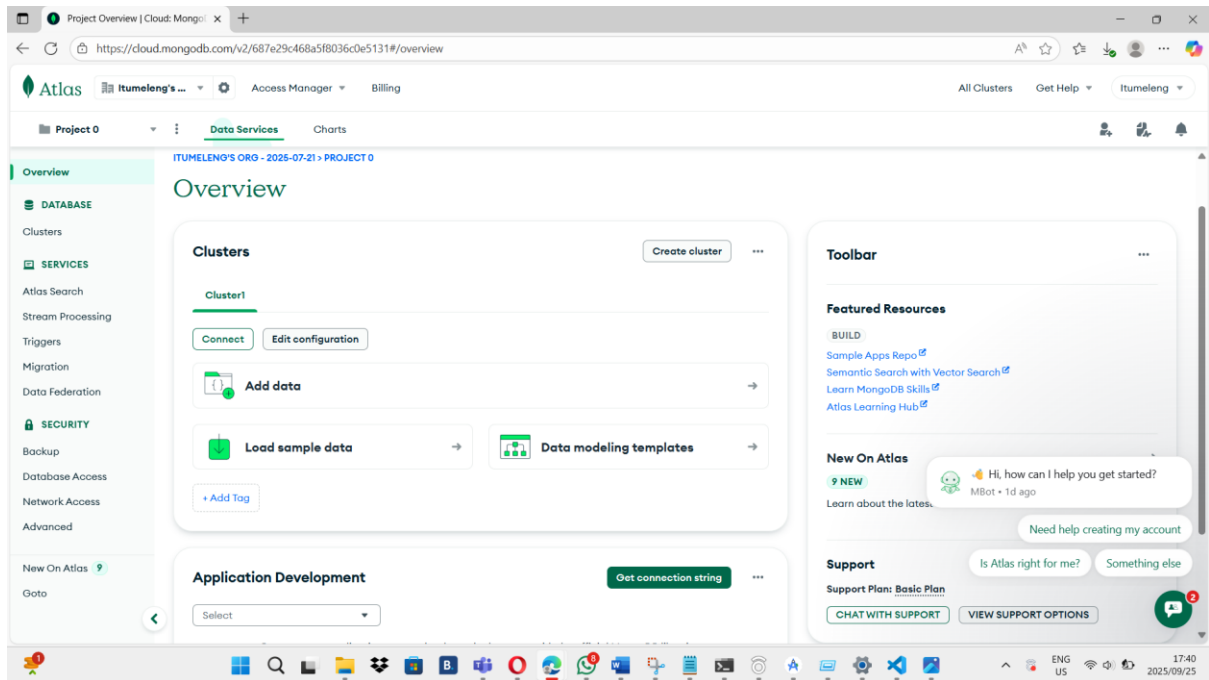 Project Overview | Cloud: Mongo
https://cloud.mongodb.com/v2/687e29c468a5f8036c0e5131#/overview
Atlas Itumeleng's ... Access Manager Billing All Clusters Get Help Itumeleng
Project 0 Data Services Charts
ITUMELENG'S ORG - 2025-07-21 > PROJECT 0
Overview
Overview
DATABASE
Clusters
SERVICES
Atlas Search
Stream Processing
Triggers
Migration
Data Federation
SECURITY
Backup
Database Access
Network Access
Advanced
New On Atlas 9
Goto
Clusters Create cluster
Cluster1
Connect Edit configuration
Add data
Load sample data Data modeling templates
+ Add Tag
Application Development Get connection string
Select
Toolbar
Featured Resources
BUILD
Sample Apps Repo
Semantic Search with Vector Search
Learn MongoDB Skills
Atlas Learning Hub
New On Atlas
9 NEW
Learn about the latest
Hi, how can I help you get started?
MBot • 1d ago
Need help creating my account
Is Atlas right for me? Something else
Support
Support Plan: Basic Plan
CHAT WITH SUPPORT VIEW SUPPORT OPTIONS
2
8
B
ENG
US
17:40
2025/09/25